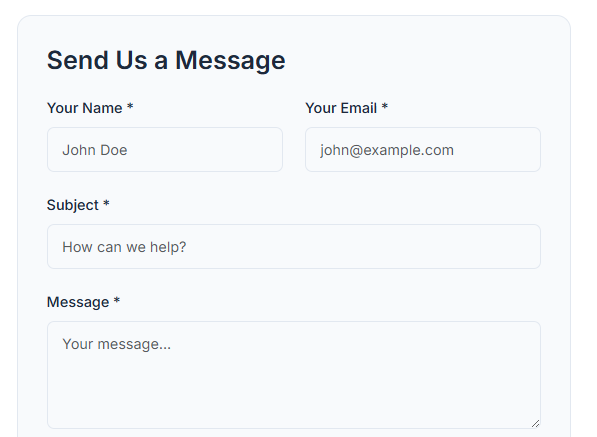 Send Us a Message
Your Name * Your Email *
John Doe john@example.com
Subject *
How can we help?
Message *
Your message...